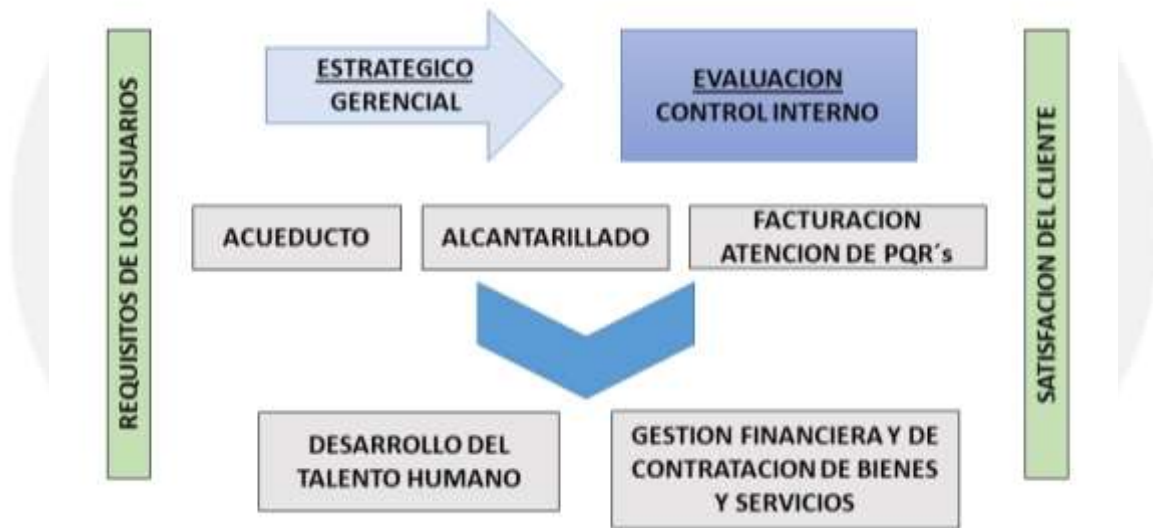 REQUISITOS DE LOS USUARIOS
ESTRATEGICO
GERENCIAL
EVALUACION
CONTROL INTERNO
ACUEDUCTO
ALCANTARILLADO
FACTURACION
ATENCION DE PQR´s
DESARROLLO DEL
TALENTO HUMANO
GESTION FINANCIERA Y DE
CONTRATACION DE BIENES
Y SERVICIOS
SATISFACION DEL CLIENTE